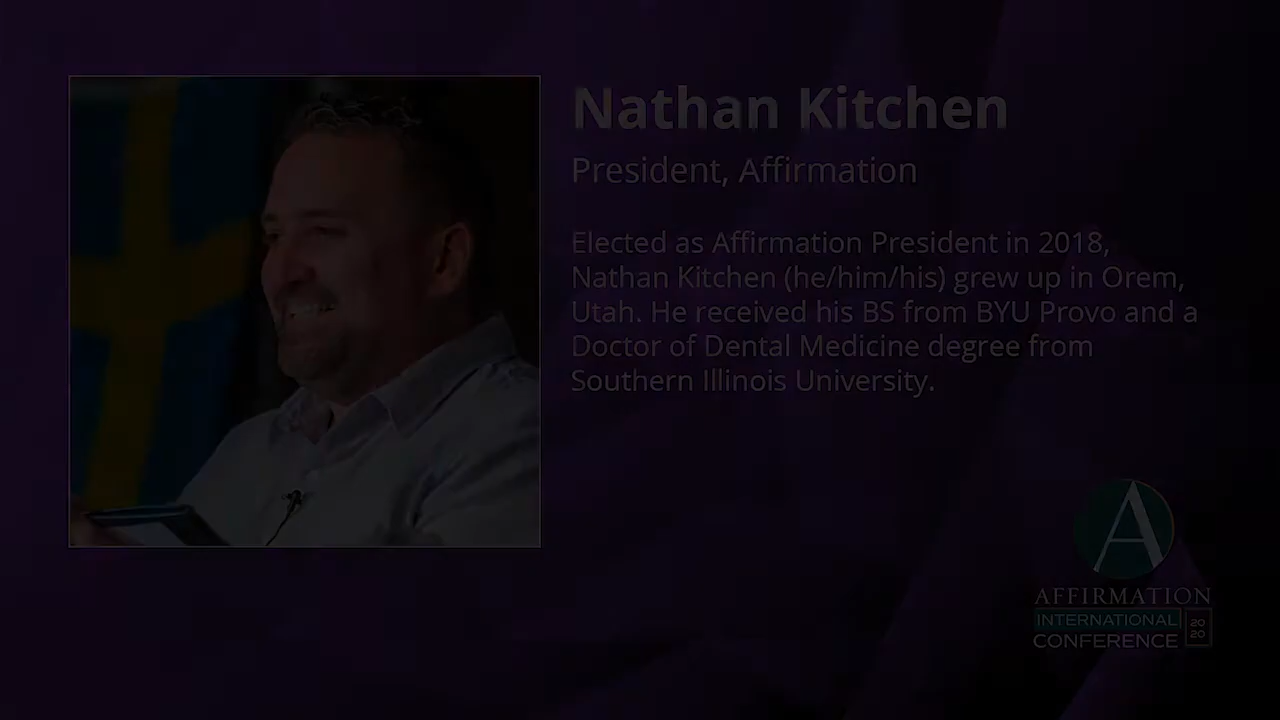 Nathan Kitchen
President, Affirmation
Elected as Affirmation President in 2018,
Nathan Kitchen (he/him/his) grew up in Orem,
Utah. He received his BS from BYU Provo and a
Doctor of Dental Medicine degree from
Southern Illinois University.
A
AFFIRMATION
INTERNATIONAL
CONFERENCE
20
20